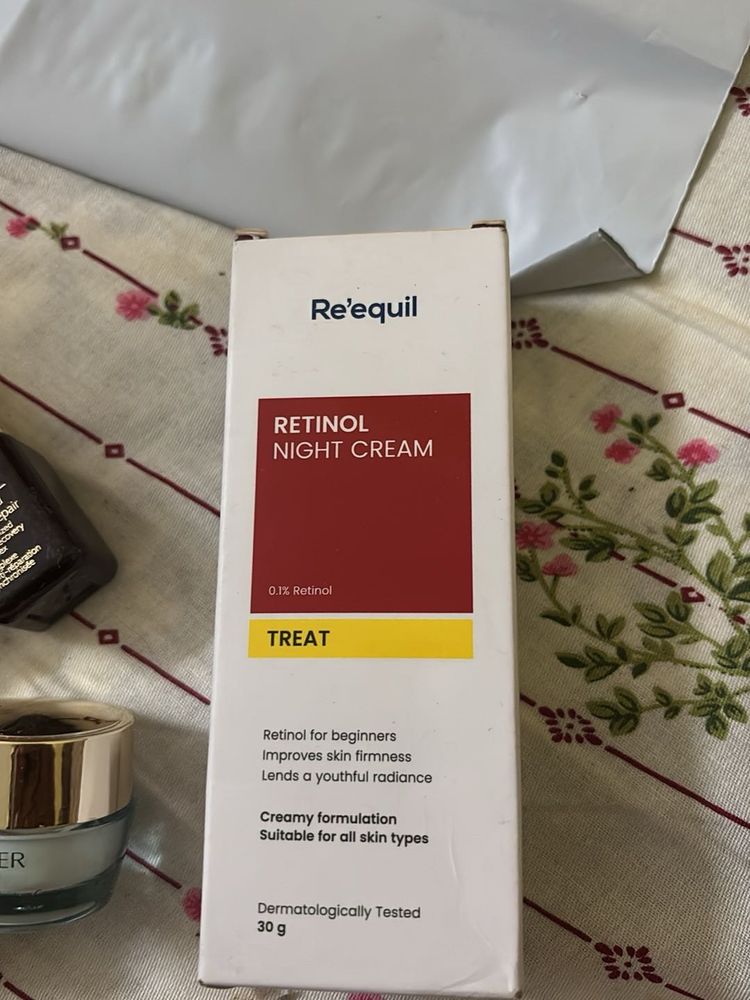 Re'equil
RETINOL
NIGHT CREAM
0.1% Retinol
TREAT
Retinol for beginners
Improves skin firmness
Lends a youthful radiance
Creamy formulation
Suitable for all skin types
Dermatologically Tested
30 g
ER